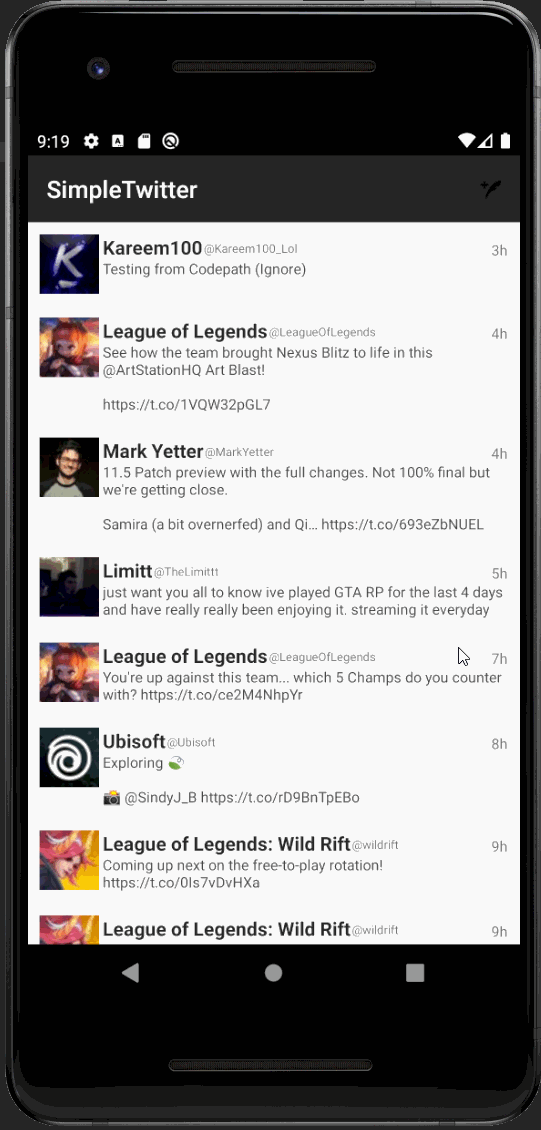 9:19
SimpleTwitter
Kareem100 @Kareem100_Lol 3h
Testing from Codepath (Ignore)
League of Legends @LeagueOfLegends 4h
See how the team brought Nexus Blitz to life in this
@ArtStationHQ Art Blast!
https://t.co/1VQW32pGL7
Mark Yetter @MarkYetter 4h
11.5 Patch preview with the full changes. Not 100% final but
we're getting close.
Samira (a bit overnerfed) and Qi… https://t.co/693eZbNUEL
Limitt @TheLimittt 5h
just want you all to know ive played GTA RP for the last 4 days
and have really really been enjoying it. streaming it everyday
League of Legends @LeagueOfLegends 7h
You're up against this team... which 5 Champs do you counter
with? https://t.co/ce2M4NhpYr
Ubisoft @Ubisoft 8h
Exploring 🍃
📸 @SindyJ_B https://t.co/rD9BnTpEBo
League of Legends: Wild Rift @wildrift 9h
Coming up next on the free-to-play rotation!
https://t.co/0Is7vDvHXa
League of Legends: Wild Rift @wildrift 9h